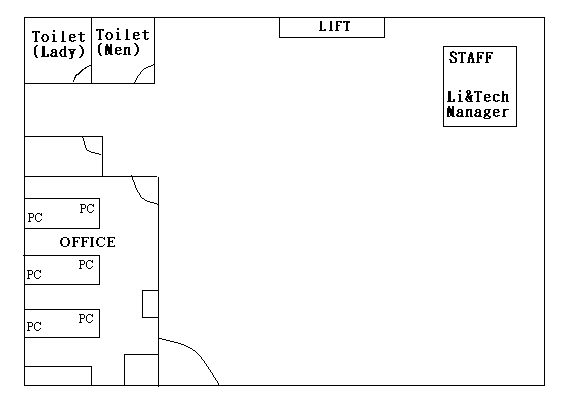 Toilet
(Lady)
Toilet
(Men)
LIFT
STAFF
Li&Tech
Manager
PC
PC
OFFICE
PC
PC
PC
PC